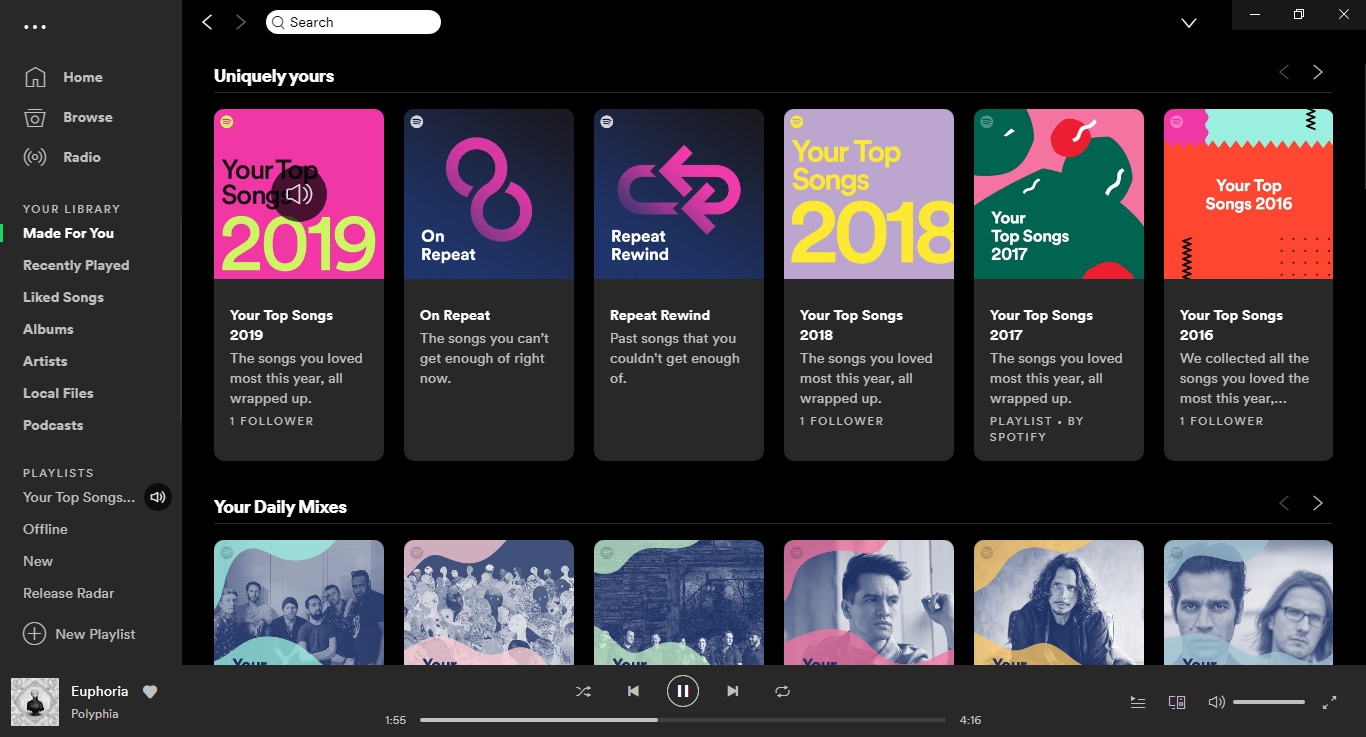 Search
Home
Browse
Radio
YOUR LIBRARY
Made For You
Recently Played
Liked Songs
Albums
Artists
Local Files
Podcasts
PLAYLISTS
Your Top Songs...
Offline
New
Release Radar
New Playlist
Uniquely yours
Your Top
Songs
2019
Your Top Songs
2019
The songs you loved
most this year, all
wrapped up.
1 FOLLOWER
On
Repeat
On Repeat
The songs you can't
get enough of right
now.
Repeat
Rewind
Repeat Rewind
Past songs that you
couldn't get enough
of.
Your Top
Songs
2018
Your Top Songs
2018
The songs you loved
most this year, all
wrapped up.
1 FOLLOWER
Your
Top Songs
2017
Your Top Songs
2017
The songs you loved
most this year, all
wrapped up.
PLAYLIST • BY
SPOTIFY
Your Top
Songs 2016
Your Top Songs
2016
We collected all the
songs you loved the
most this year,...
1 FOLLOWER
Your Daily Mixes
Your
Your
Your
Your
Your
Your
Euphoria
Polyphia
1:55
4:16